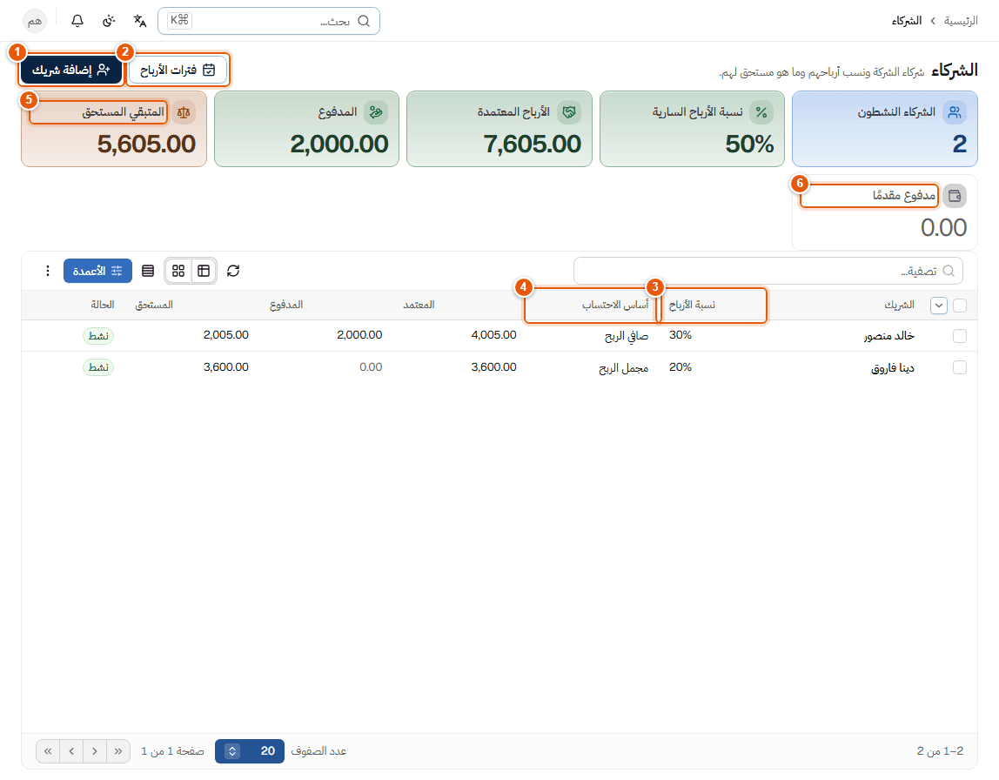 الرئيسية › الشركاء
بحث... ⌘K
هم
الشركاء
شركاء الشركة ونسب أرباحهم وما هو مستحق لهم.
2 فترات الأرباح
1 إضافة شريك
الشركاء النشطون
2
نسبة الأرباح السارية
50%
الأرباح المعتمدة
7,605.00
المدفوع
2,000.00
5 المتبقي المستحق
5,605.00
6 مدفوع مقدمًا
0.00
تصفية...
الأعمدة
3 4
الشريك نسبة الأرباح أساس الاحتساب المعتمد المدفوع المستحق الحالة
خالد منصور 30% صافي الربح 4,005.00 2,000.00 2,005.00 نشط
دينا فاروق 20% مجمل الربح 3,600.00 0.00 3,600.00 نشط
1–2 من 2
عدد الصفوف 20
صفحة 1 من 1